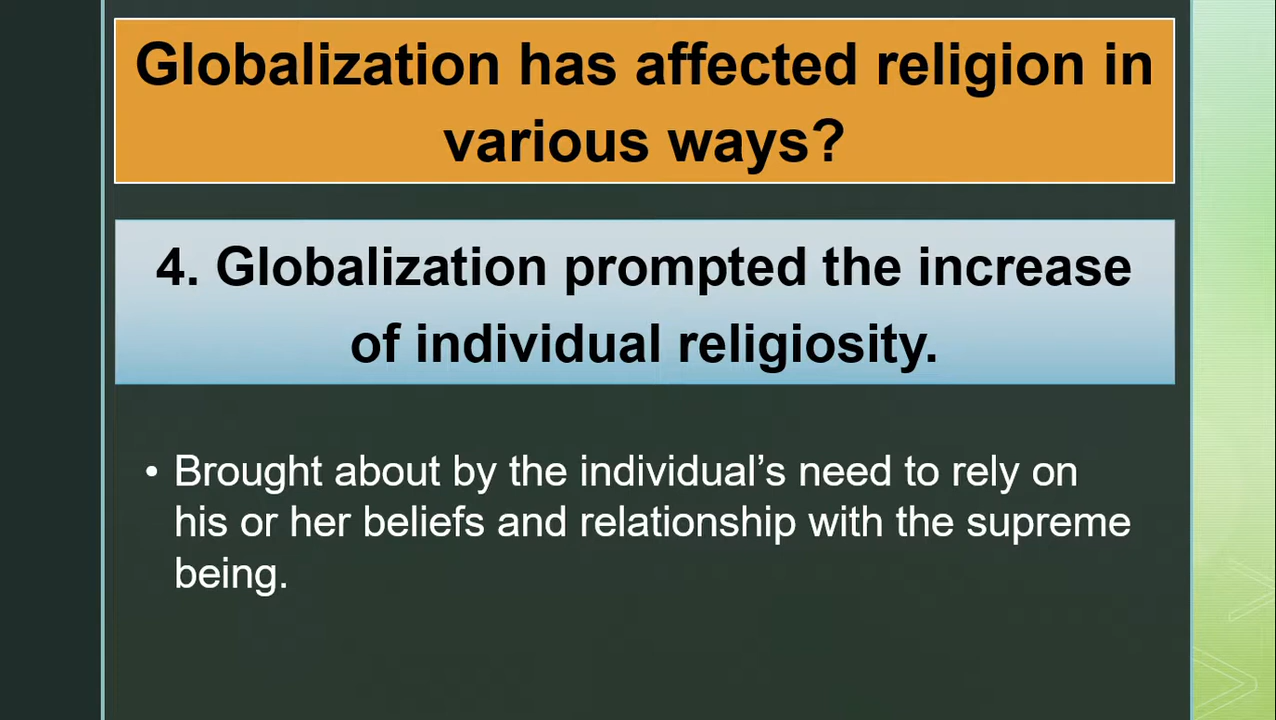 Globalization has affected religion in
various ways?
4. Globalization prompted the increase
of individual religiosity.
• Brought about by the individual’s need to rely on
his or her beliefs and relationship with the supreme
being.